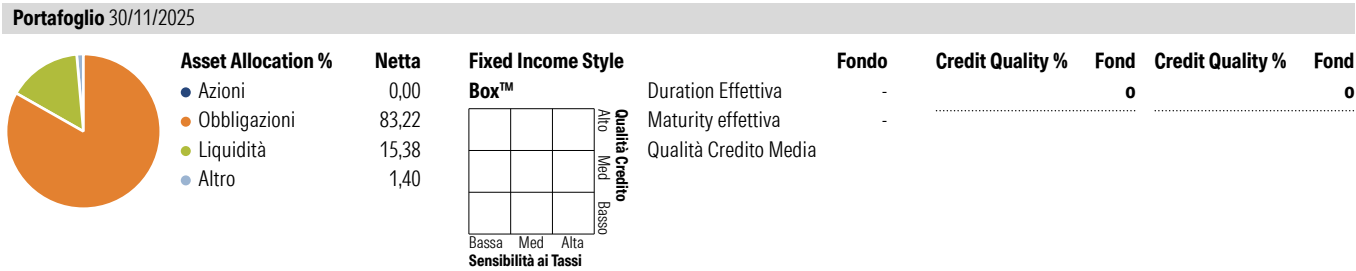 Portafoglio 30/11/2025
Asset Allocation % Netta
Azioni 0,00
Obbligazioni 83,22
Liquidità 15,38
Altro 1,40
Fixed Income Style
Box™
Alto Med Basso
Qualità Credito
Bassa Med Alta
Sensibilità ai Tassi
Fondo
Duration Effettiva -
Maturity effettiva -
Qualità Credito Media
Credit Quality % Fond
o
Credit Quality % Fond
o